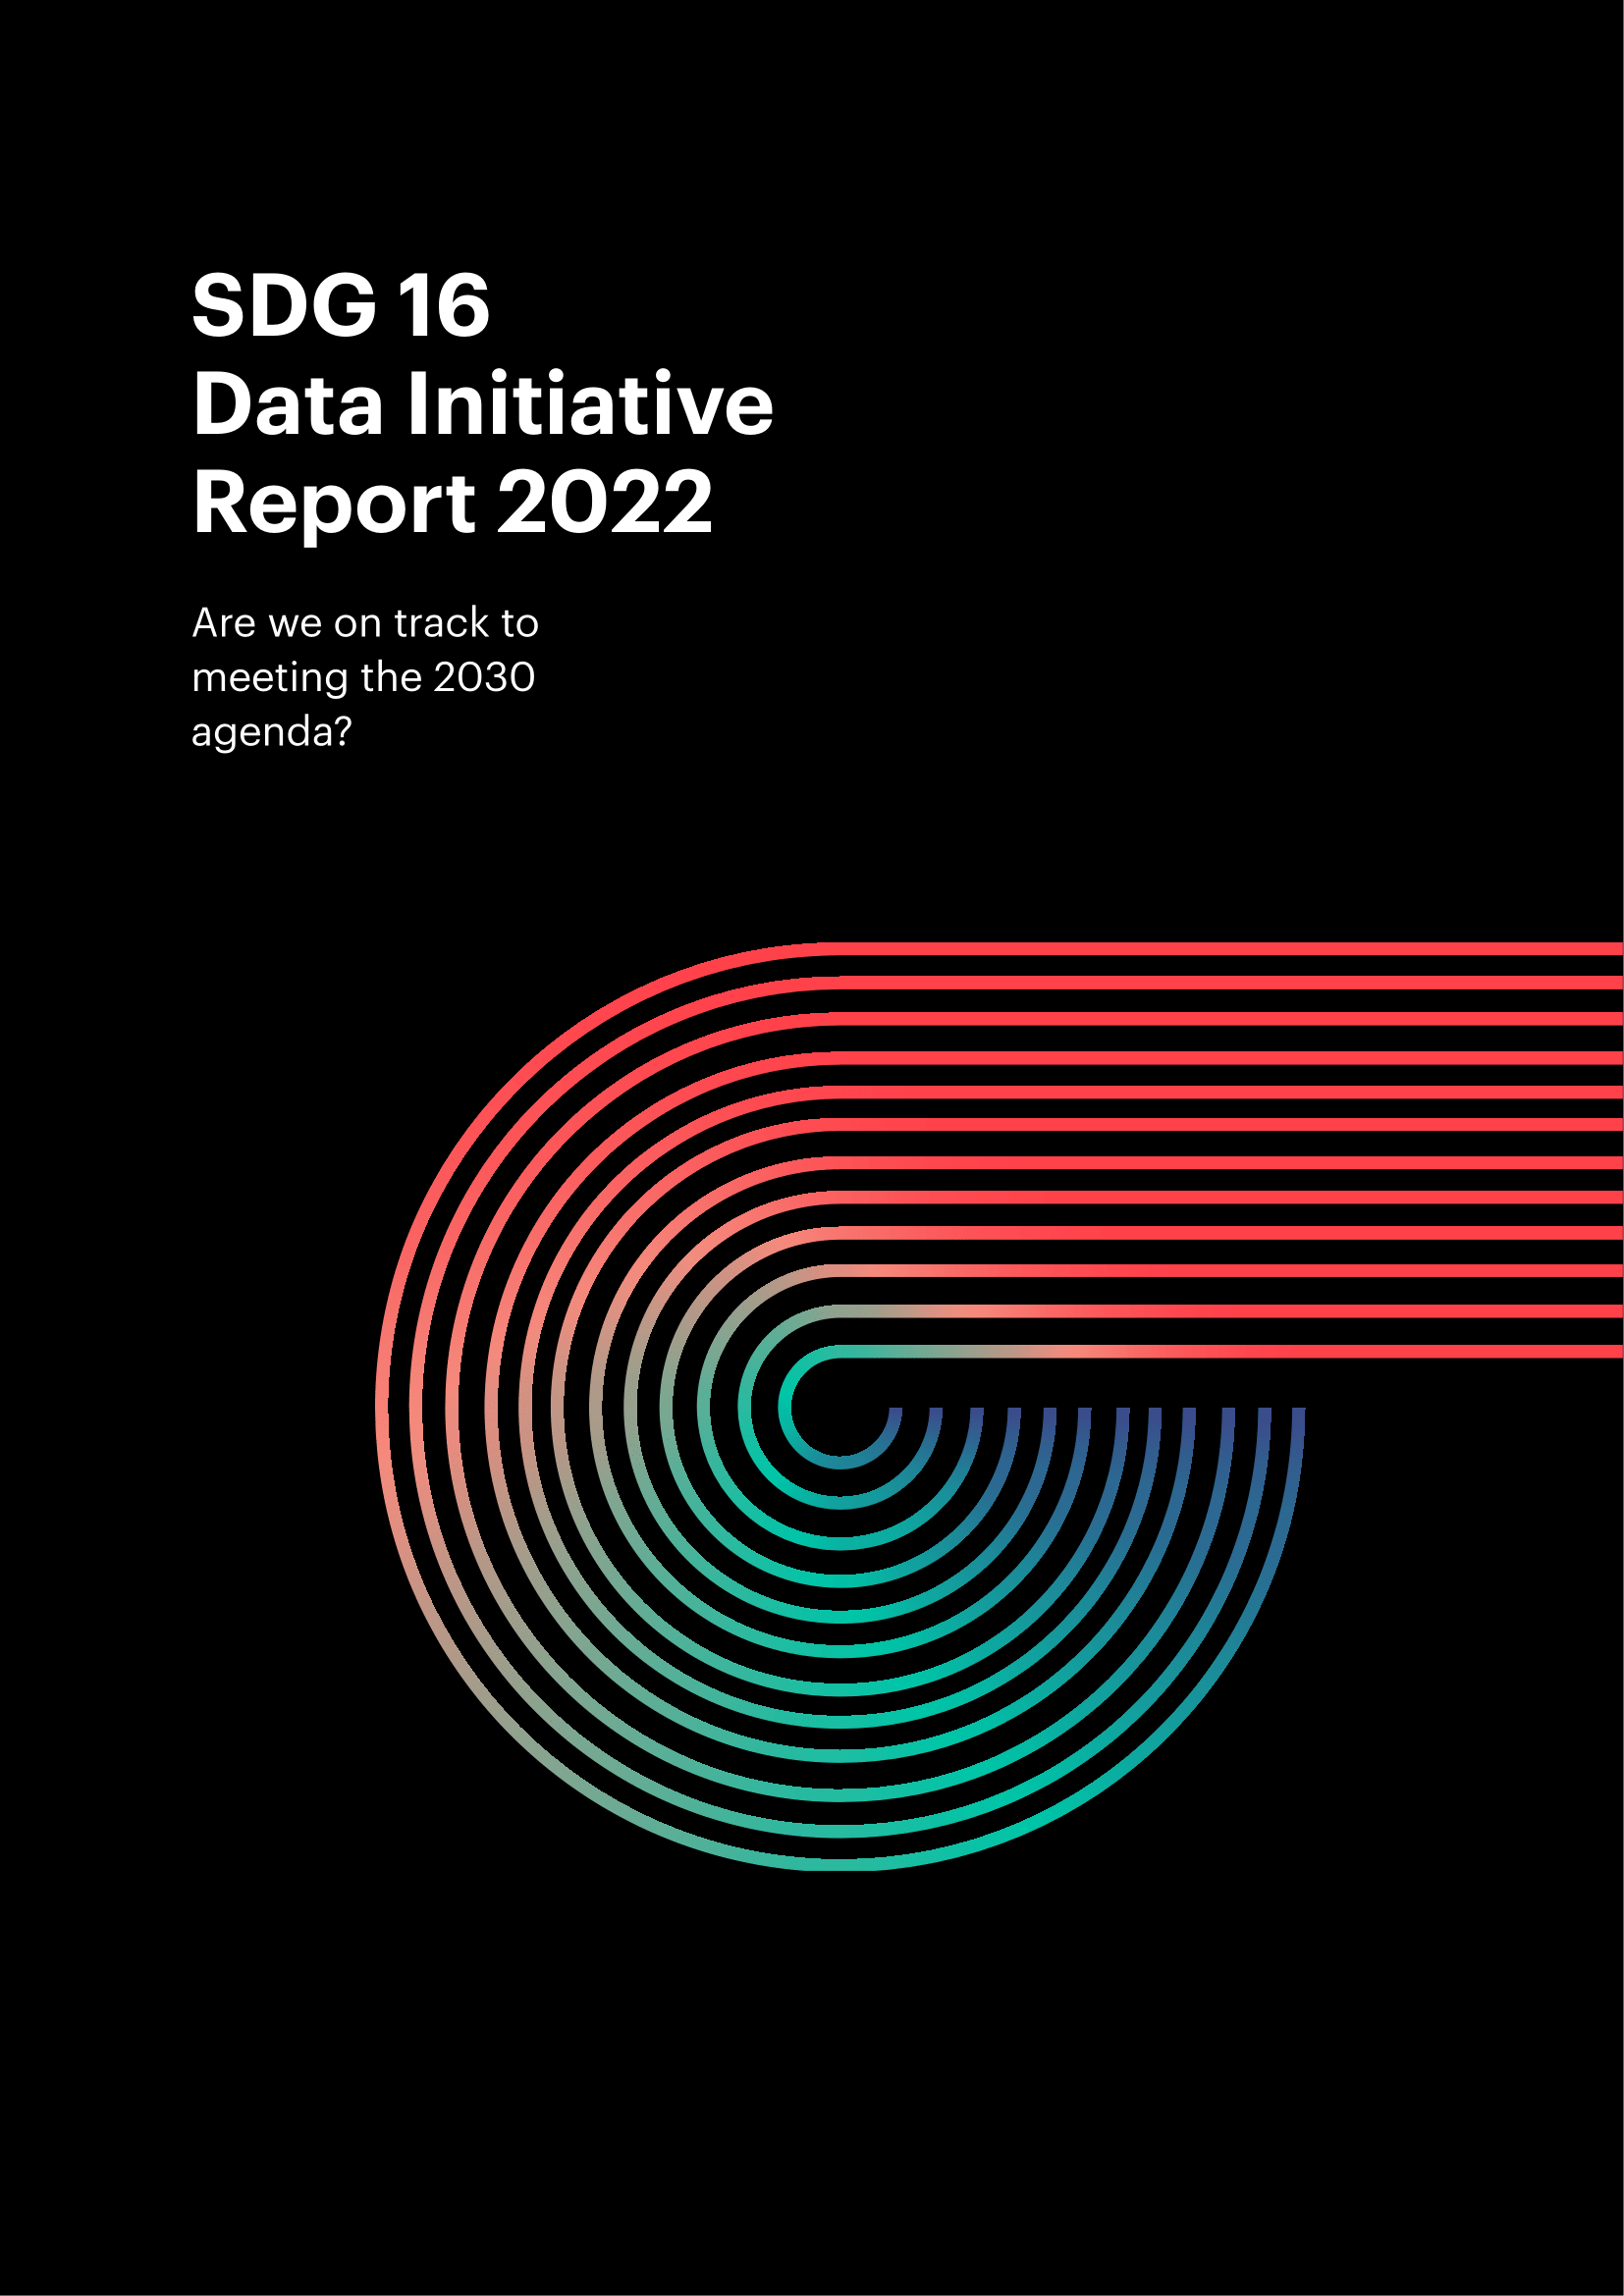 SDG 16
Data Initiative
Report 2022
Are we on track to
meeting the 2030
agenda?